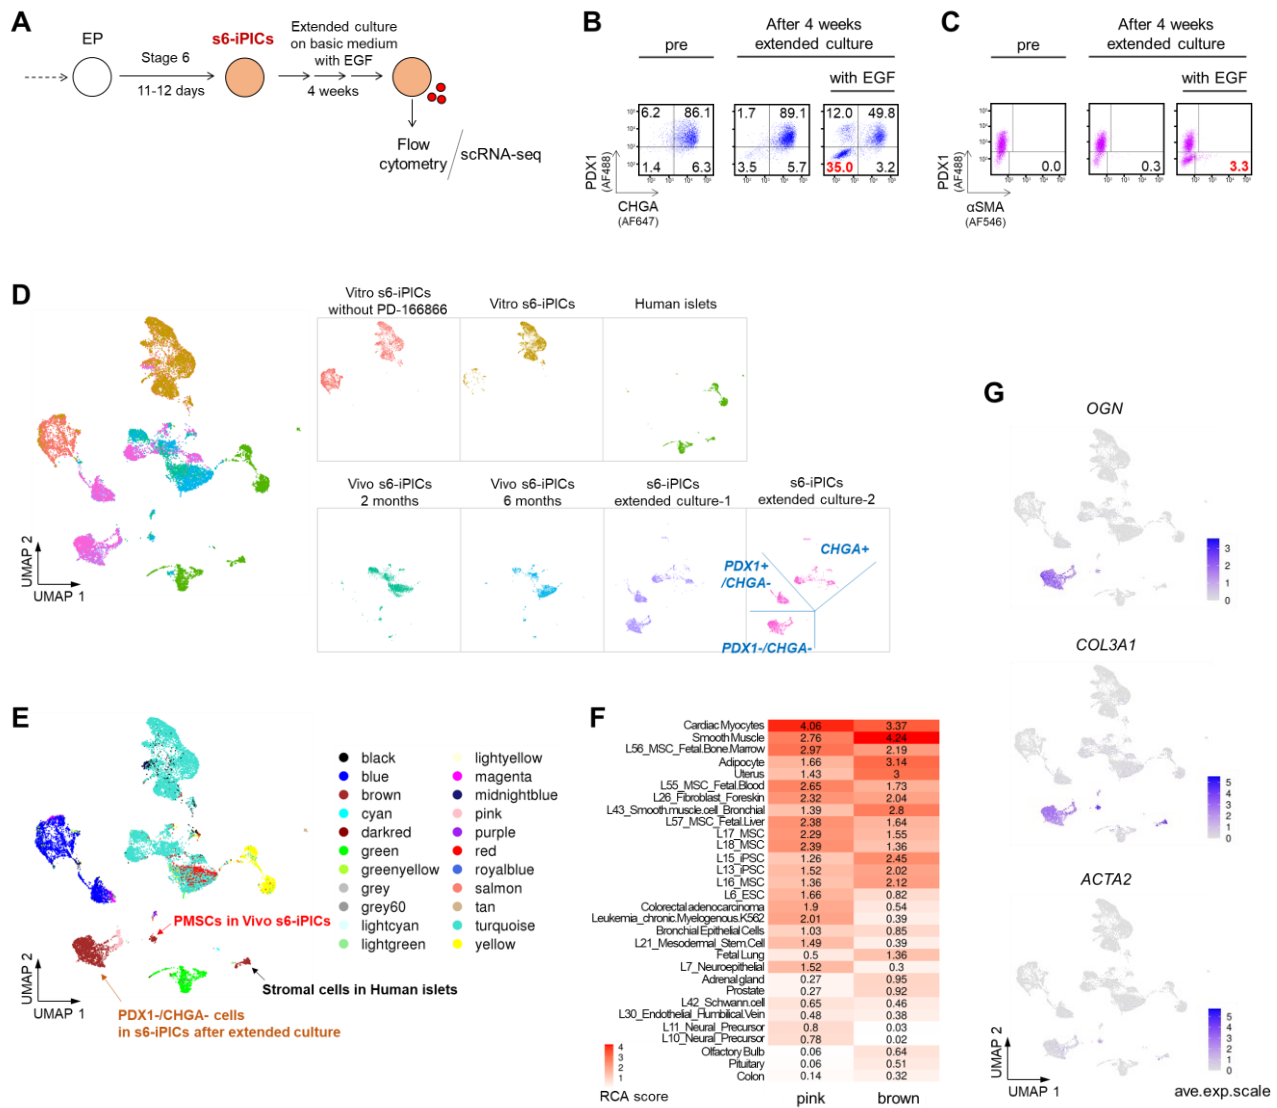 A
EP
Stage 6
11-12 days
s6-iPICs
Extended culture
on basic medium
with EGF
4 weeks
Flow
cytometry
scRNA-seq
B
pre
After 4 weeks
extended culture
with EGF
6.2 86.1
1.4 6.3
1.7 89.1
3.5 5.7
12.0 49.8
35.0 3.2
PDX1
(AF488)
CHGA
(AF647)
C
pre
After 4 weeks
extended culture
with EGF
0.0
0.3
3.3
PDX1
(AF488)
αSMA
(AF546)
D
UMAP 2
UMAP 1
Vitro s6-iPICs
without PD-166866
Vitro s6-iPICs
Human islets
Vivo s6-iPICs
2 months
Vivo s6-iPICs
6 months
s6-iPICs
extended culture-1
s6-iPICs
extended culture-2
CHGA+
PDX1+
/CHGA-
PDX1-/CHGA-
E
PMSCs in Vivo s6-iPICs
Stromal cells in Human islets
PDX1-/CHGA- cells
in s6-iPICs after extended culture
UMAP 2
UMAP 1
black
blue
brown
cyan
darkred
green
greenyellow
grey
grey60
lightcyan
lightgreen
lightyellow
magenta
midnightblue
pink
purple
red
royalblue
salmon
tan
turquoise
yellow
F
Cardiac Myocytes 4.06 3.37
Smooth Muscle 2.76 4.24
L56_MSC_Fetal.Bone.Marrow 2.97 2.19
Adipocyte 1.66 3.14
Uterus 1.43 3
L55_MSC_Fetal.Blood 2.65 1.73
L26_Fibroblast_Foreskin 2.32 2.04
L43_Smooth.muscle.cell_Bronchial 1.39 2.8
L57_MSC_Fetal.Liver 2.38 1.64
L17_MSC 2.29 1.55
L18_MSC 2.39 1.36
L15_iPSC 1.26 2.45
L13_iPSC 1.52 2.02
L16_MSC 1.36 2.12
L6_ESC 1.66 0.82
Colorectal adenocarcinoma 1.9 0.54
Leukemia_chronic.Myelogenous.K562 2.01 0.39
Bronchial Epithelial Cells 1.03 0.85
L21_Mesodermal_Stem.Cell 1.49 0.39
Fetal Lung 0.5 1.36
L7_Neuroepithelial 1.52 0.3
Adrenal gland 0.27 0.95
Prostate 0.27 0.92
L42_Schwann.cell 0.65 0.46
L30_Endothelial_Humbilical.Vein 0.48 0.38
L11_Neural_Precursor 0.8 0.03
L10_Neural_Precursor 0.78 0.02
Olfactory Bulb 0.06 0.64
Pituitary 0.06 0.51
Colon 0.14 0.32
pink brown
4
3
2
1
RCA score
G
OGN
3
2
1
0
COL3A1
5
4
3
2
1
0
ACTA2
5
4
3
2
1
0
UMAP 2
UMAP 1
ave.exp.scale